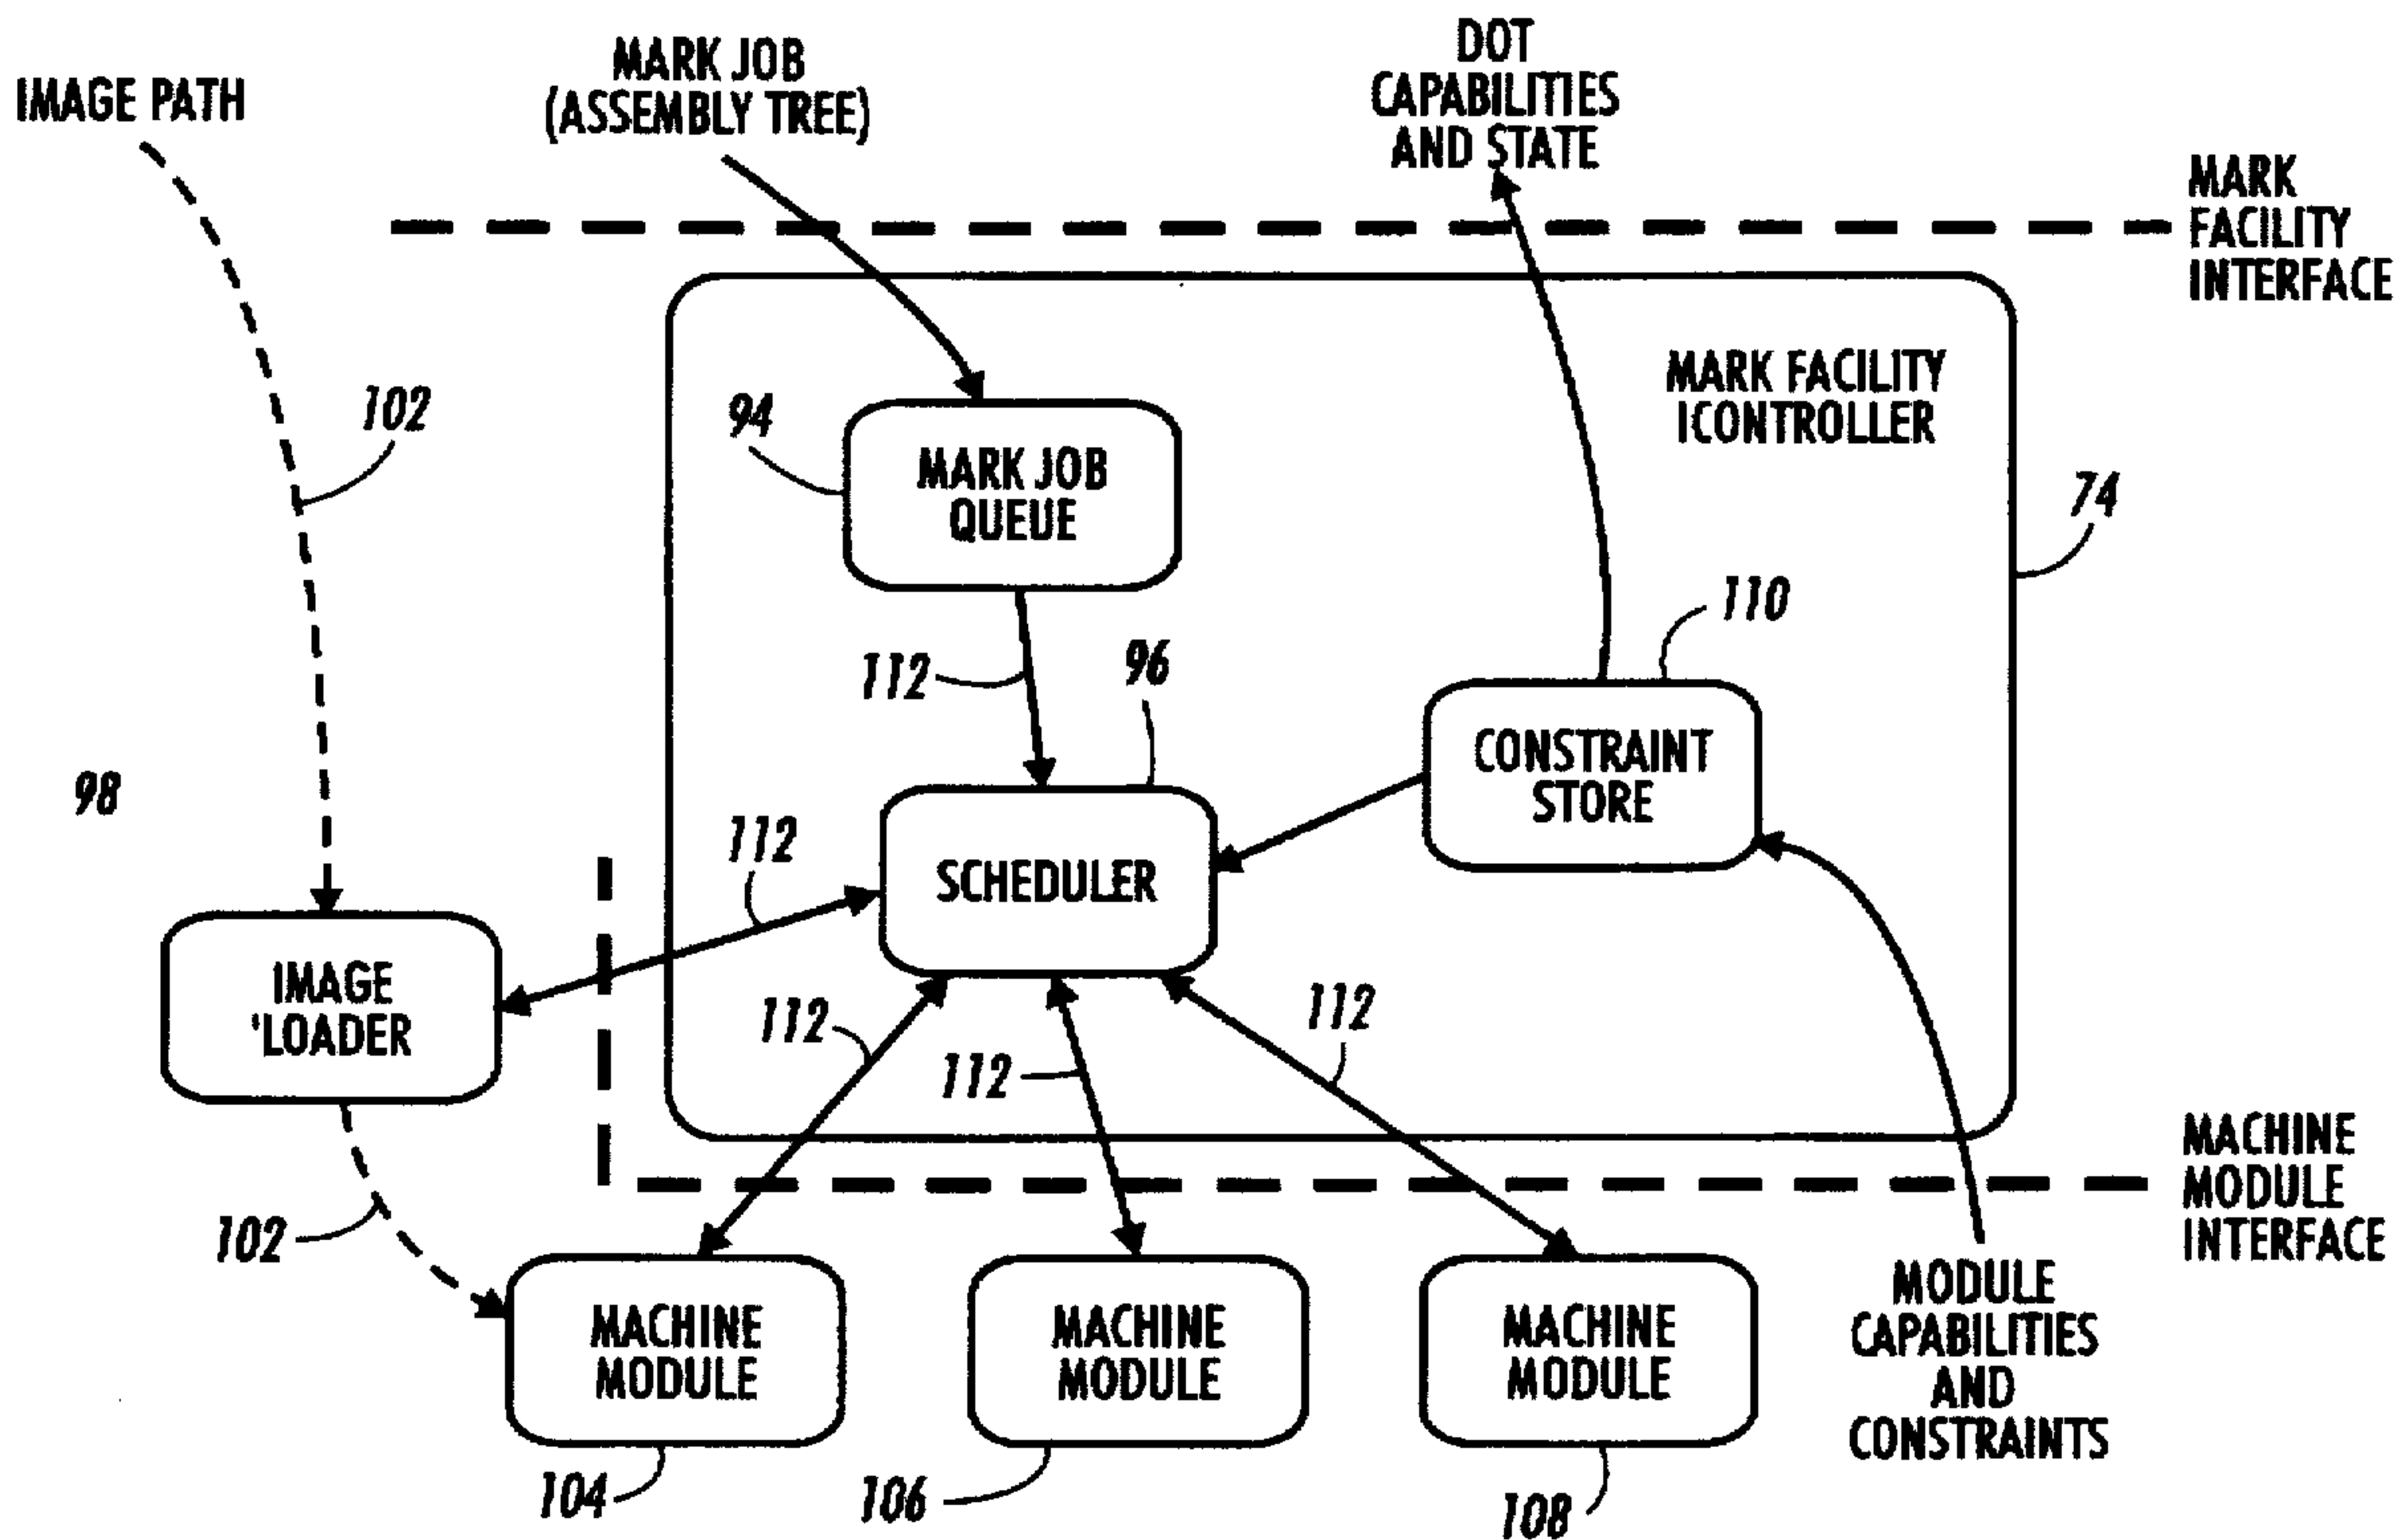 IMAGE PATH
MARK JOB
(ASSEMBLY TREE)
DOT
CAPABILITIES
AND STATE
MARK
FACILITY
INTERFACE
MARK FACILITY
ICONTROLLER
102
94
MARK JOB
QUEUE
74
110
112
96
CONSTRAINT
STORE
98
112
SCHEDULER
IMAGE
'LOADER
112
112
112
MACHINE
MODULE
INTERFACE
102
MACHINE
MODULE
MACHINE
MODULE
MACHINE
MODULE
MODULE
CAPABILITIES
AND
CONSTRAINTS
104
106
108